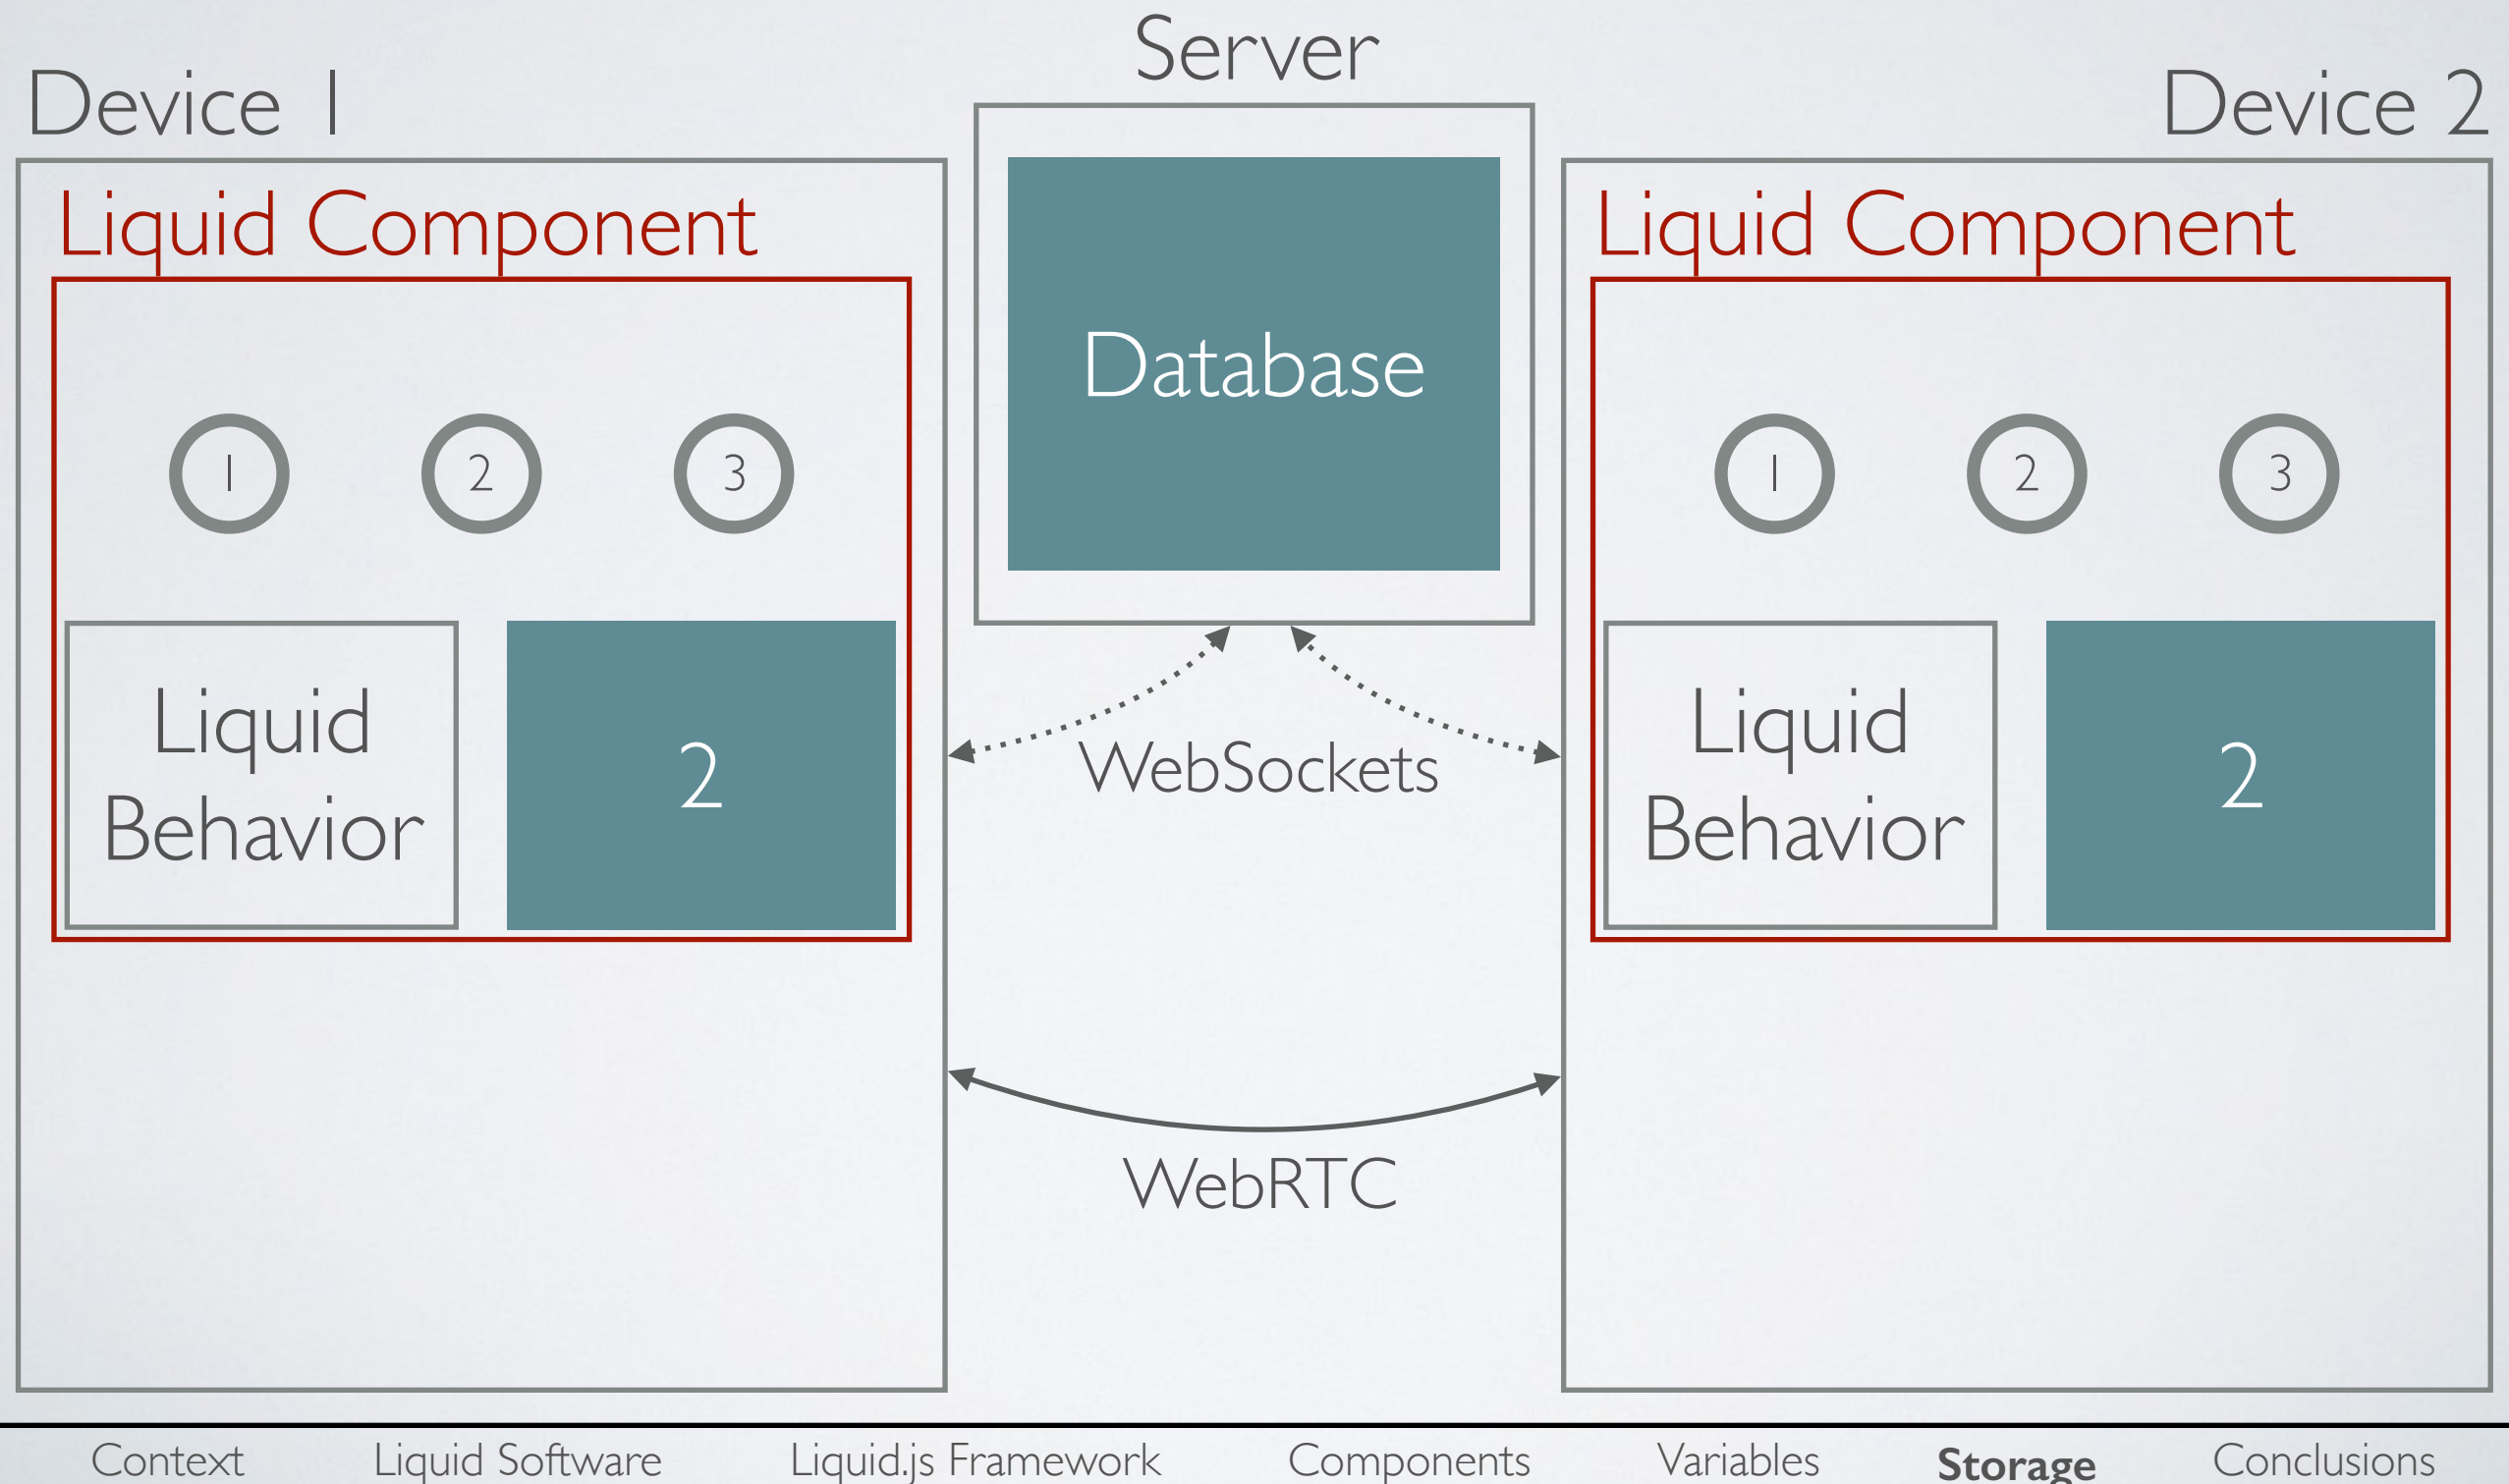 Server
Device 1
Device 2
Liquid Component
Liquid Component
Database
1
2
3
1
2
3
Liquid
Behavior
2
WebSockets
Liquid
Behavior
2
WebRTC
Context
Liquid Software
Liquid.js Framework
Components
Variables
Storage
Conclusions